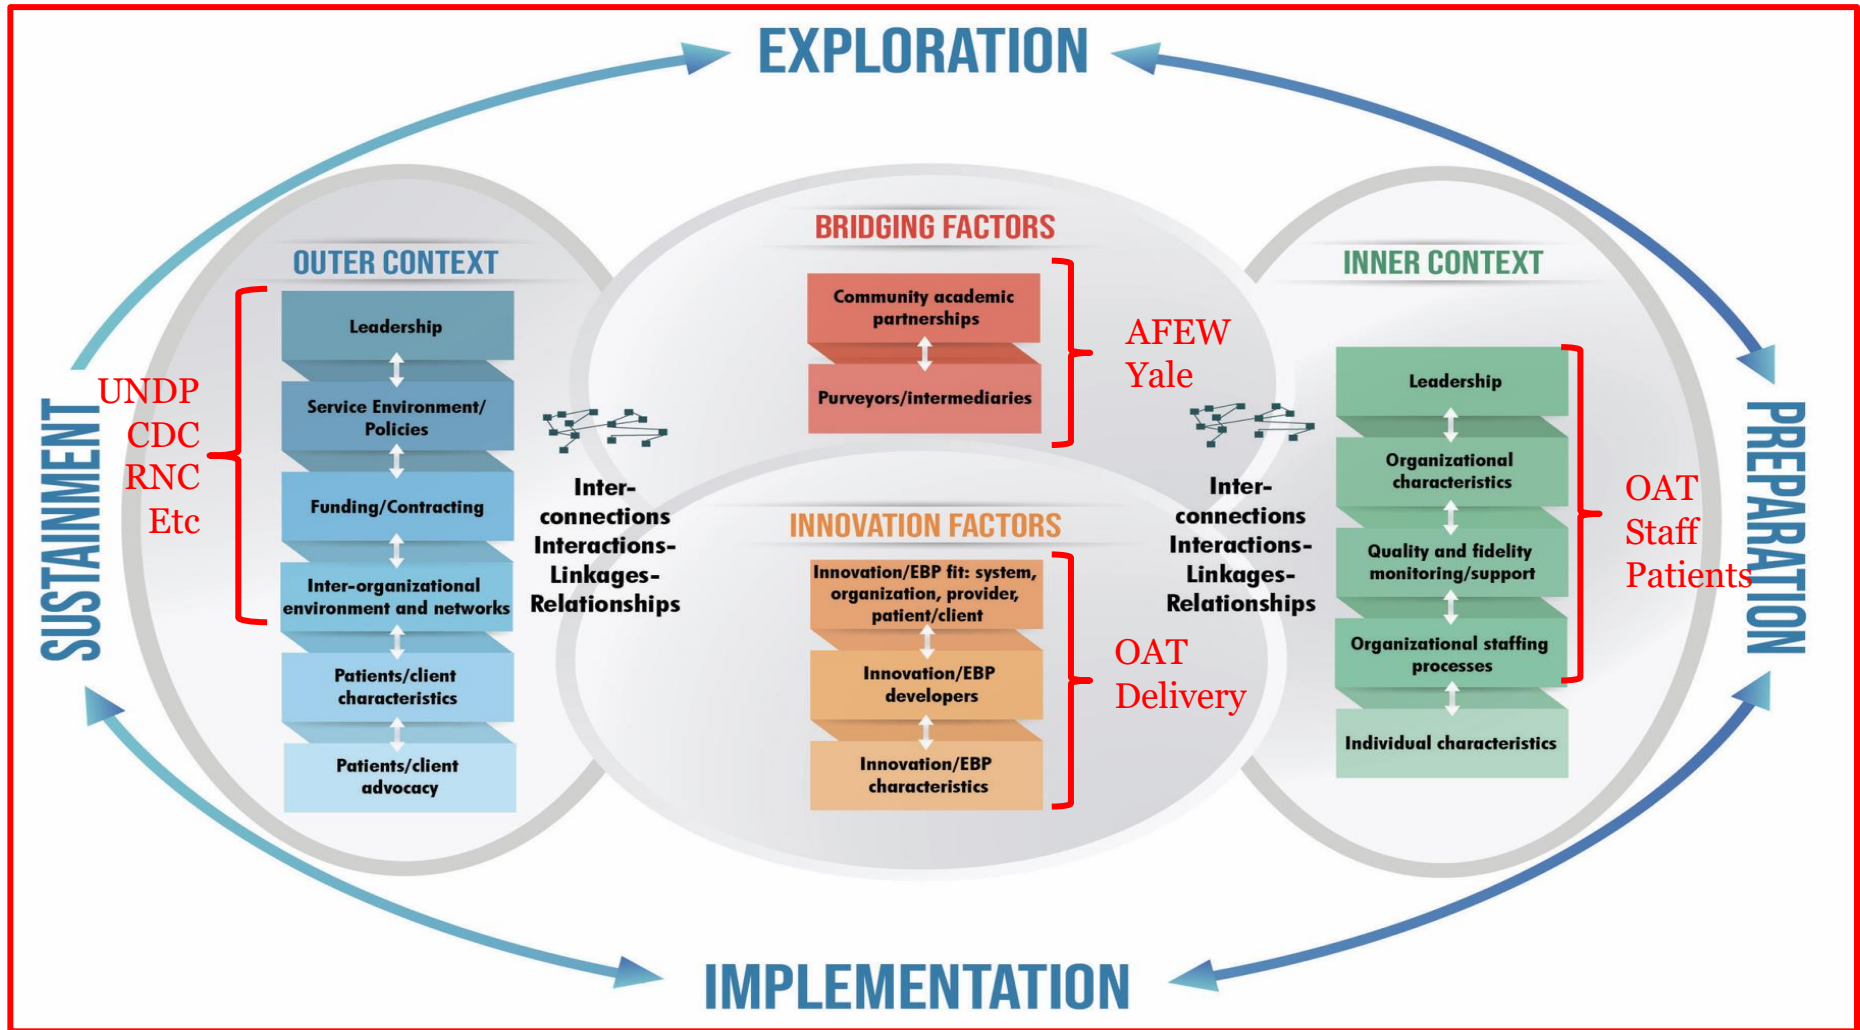 EXPLORATION
OUTER CONTEXT
Leadership
Service Environment/
Policies
Funding/Contracting
Inter-organizational
environment and networks
Patients/client
characteristics
Patients/client
advocacy
UNDP
CDC
RNC
Etc
Inter-
connections
Interactions-
Linkages-
Relationships
BRIDGING FACTORS
Community academic
partnerships
Purveyors/intermediaries
AFEW
Yale
INNOVATION FACTORS
Innovation/EBP fit: system,
organization, provider,
patient/client
Innovation/EBP
developers
Innovation/EBP
characteristics
OAT
Delivery
Inter-
connections
Interactions-
Linkages-
Relationships
INNER CONTEXT
Leadership
Organizational
characteristics
Quality and fidelity
monitoring/support
Organizational staffing
processes
Individual characteristics
OAT
Staff
Patients
SUSTAINMENT
PREPARATION
IMPLEMENTATION